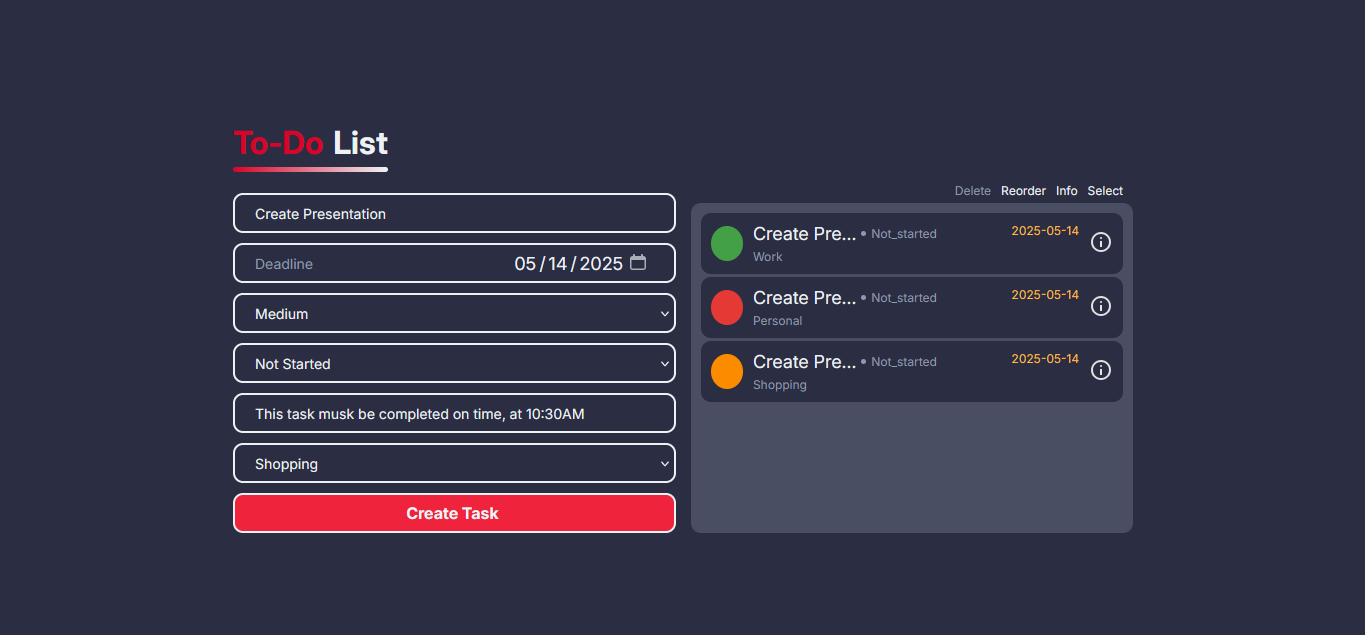 To-Do List
Create Presentation
Deadline 05/14/2025
Medium
Not Started
This task musk be completed on time, at 10:30AM
Shopping
Create Task
Delete Reorder Info Select
Create Pre... • Not_started 2025-05-14
Work
Create Pre... • Not_started 2025-05-14
Personal
Create Pre... • Not_started 2025-05-14
Shopping